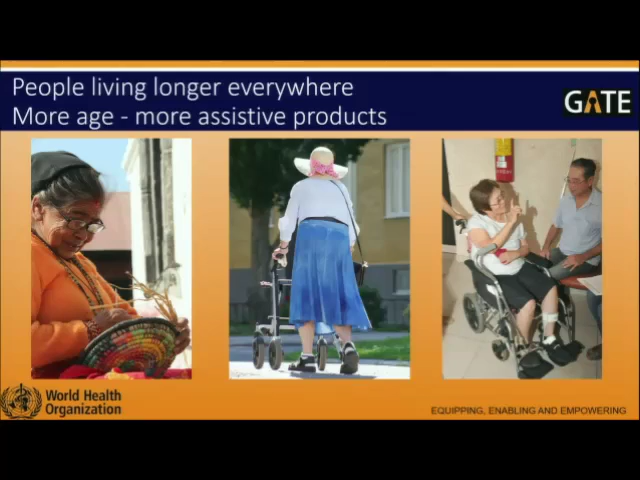 People living longer everywhere
More age - more assistive products
GATE
World Health
Organization
EQUIPPING, ENABLING AND EMPOWERING